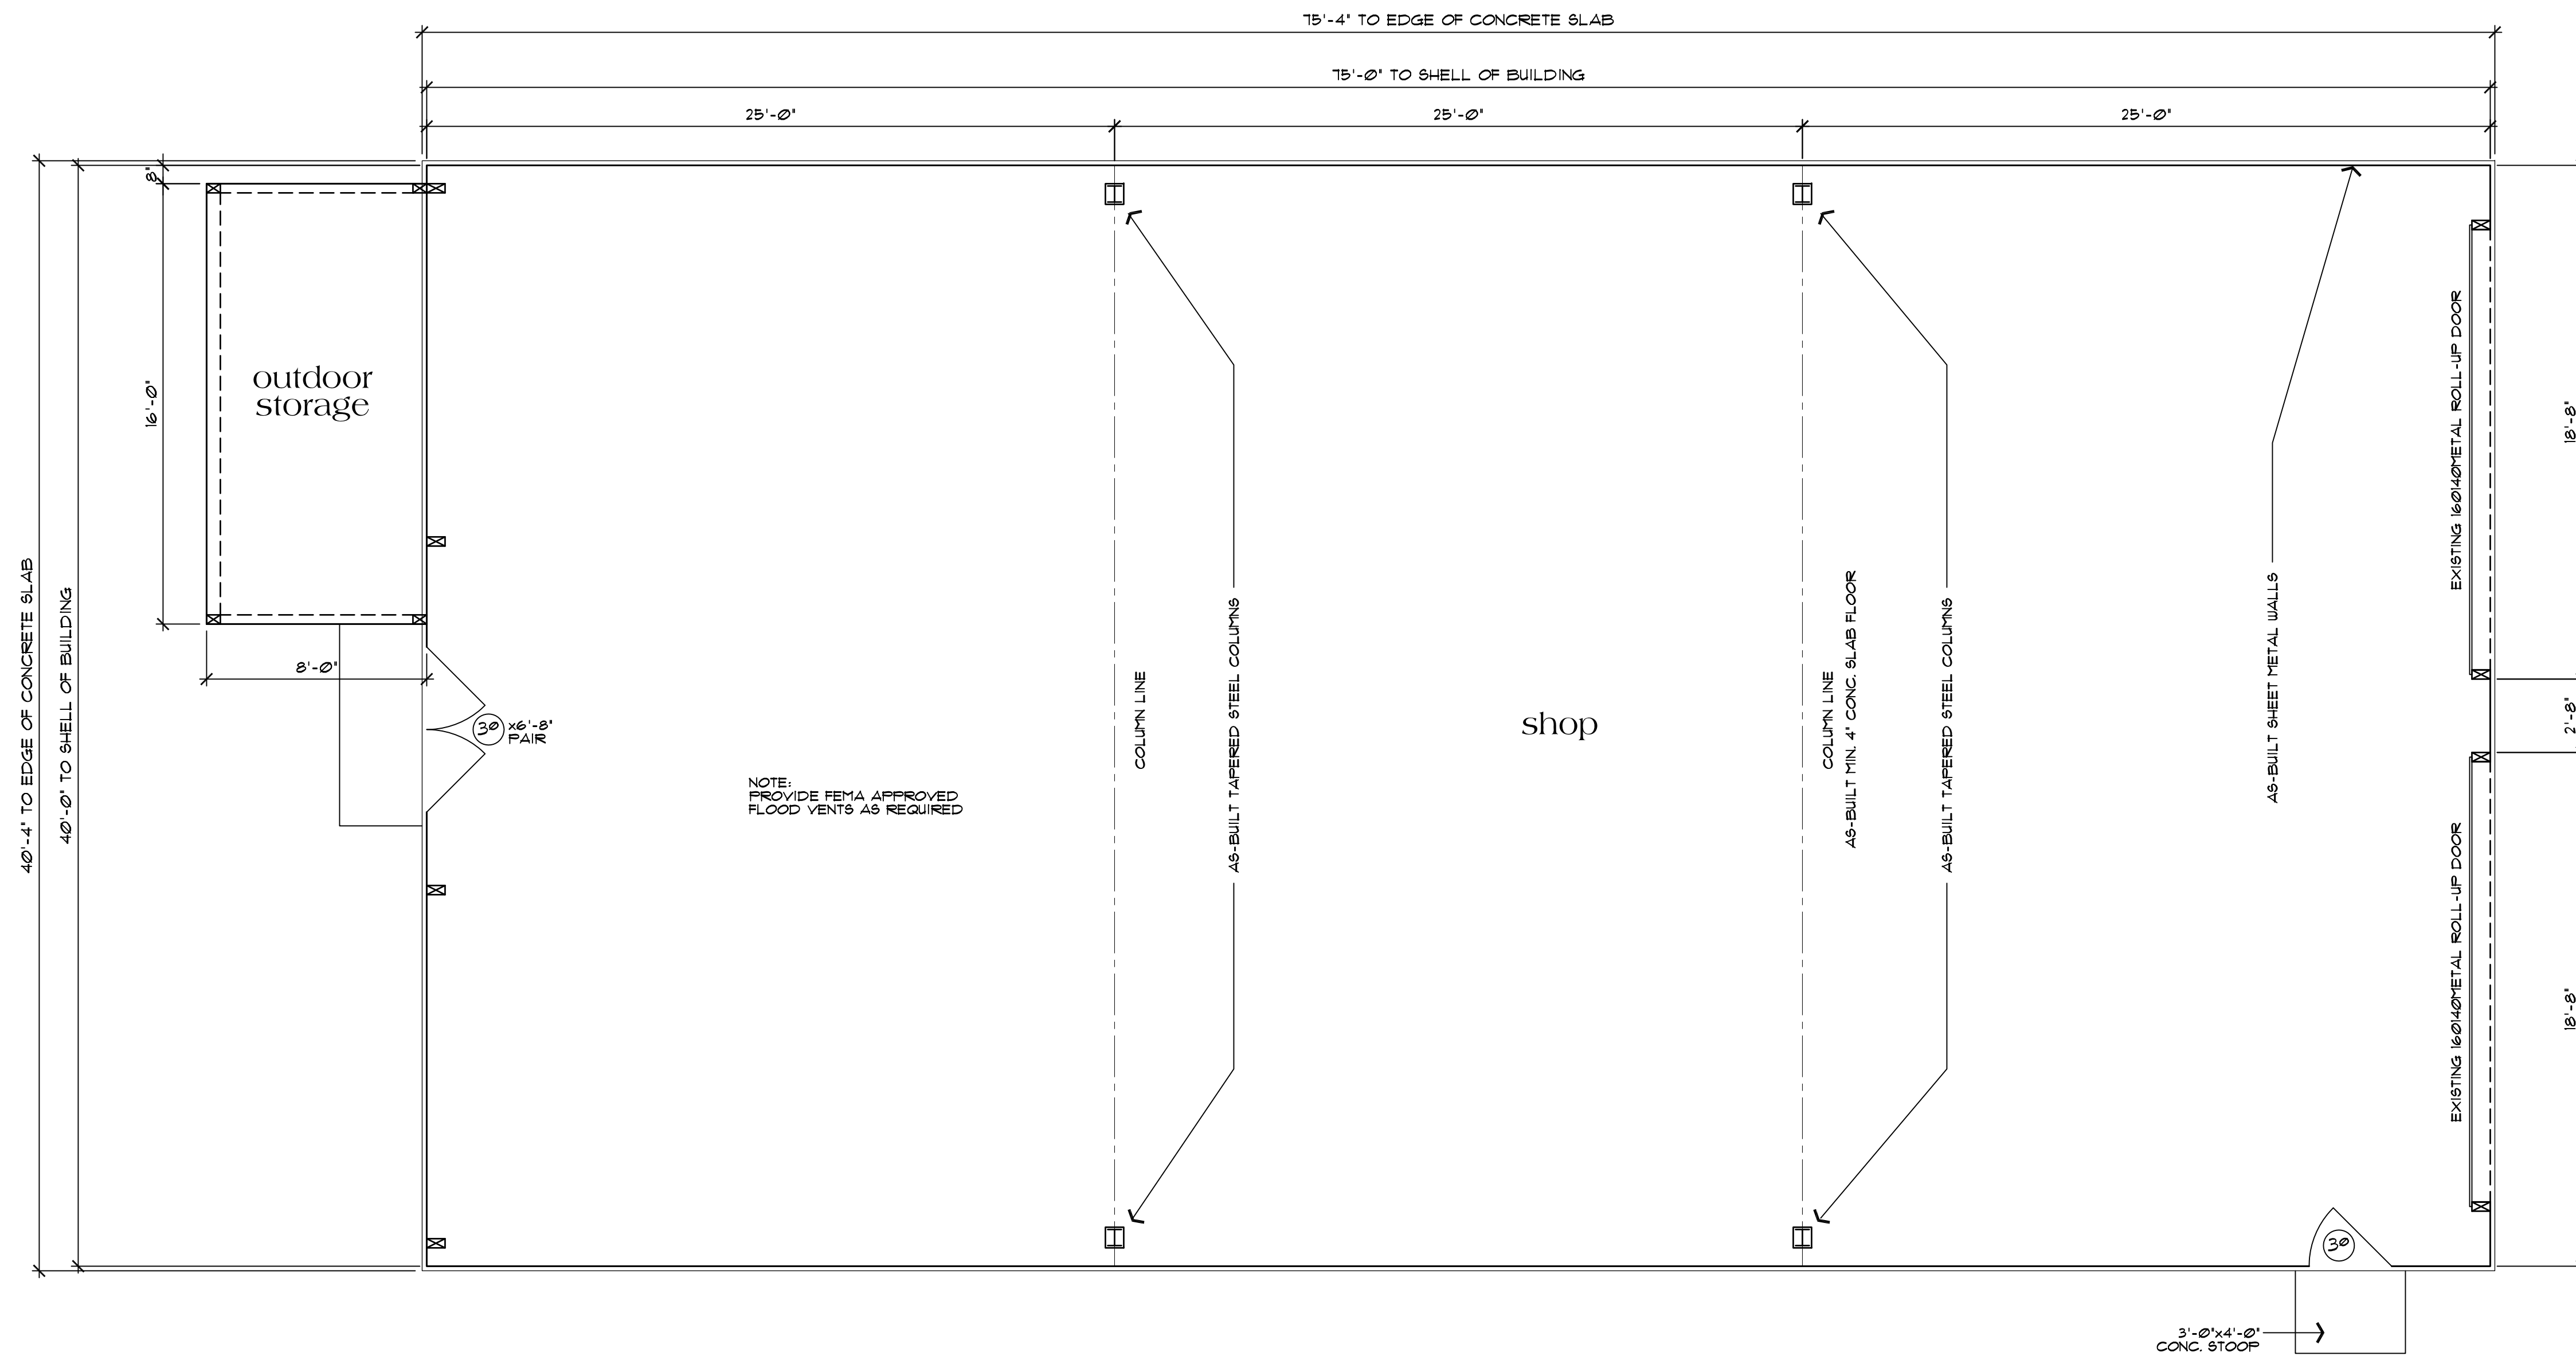 75'-4" TO EDGE OF CONCRETE SLAB
75'-0" TO SHELL OF BUILDING
25'-0"
25'-0"
25'-0"
8"
16'-0"
40'-4" TO EDGE OF CONCRETE SLAB
40'-0" TO SHELL OF BUILDING
outdoor
storage
8'-0"
30 x6'-8"
PAIR
NOTE:
PROVIDE FEMA APPROVED
FLOOD VENTS AS REQUIRED
COLUMN LINE
AS-BUILT TAPERED STEEL COLUMNS
shop
COLUMN LINE
AS-BUILT MIN. 4" CONC. SLAB FLOOR
AS-BUILT TAPERED STEEL COLUMNS
AS-BUILT SHEET METAL WALLS
EXISTING 160140METAL ROLL-UP DOOR
EXISTING 160140METAL ROLL-UP DOOR
18'-8"
2'-8"
18'-8"
30
3'-0"x4'-0"
CONC. STOOP